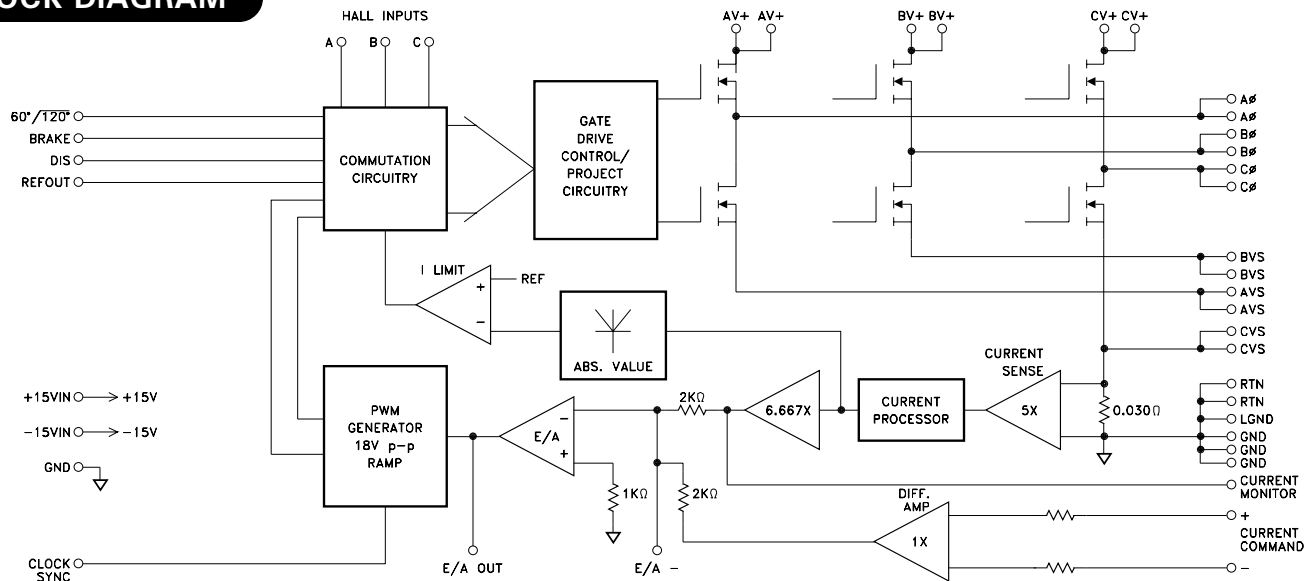 OCK DIAGRAM
HALL INPUTS
A B C
AV+ AV+
BV+ BV+
CV+ CV+
60°/120°
BRAKE
DIS
REFOUT
COMMUTATION
CIRCUITRY
GATE
DRIVE
CONTROL/
PROJECT
CIRCUITRY
AØ
AØ
BØ
BØ
CØ
CØ
BVS
BVS
AVS
AVS
CVS
CVS
I LIMIT
+
−
REF
ABS. VALUE
CURRENT
SENSE
5X
0.030Ω
CURRENT
PROCESSOR
6.667X
2KΩ
RTN
RTN
LGND
GND
GND
GND
+15VIN +15V
-15VIN -15V
GND
PWM
GENERATOR
18V p-p
RAMP
E/A
−
+
1KΩ
2KΩ
CURRENT
MONITOR
DIFF.
AMP
1X
+
CURRENT
COMMAND
−
CLOCK
SYNC
E/A OUT
E/A -